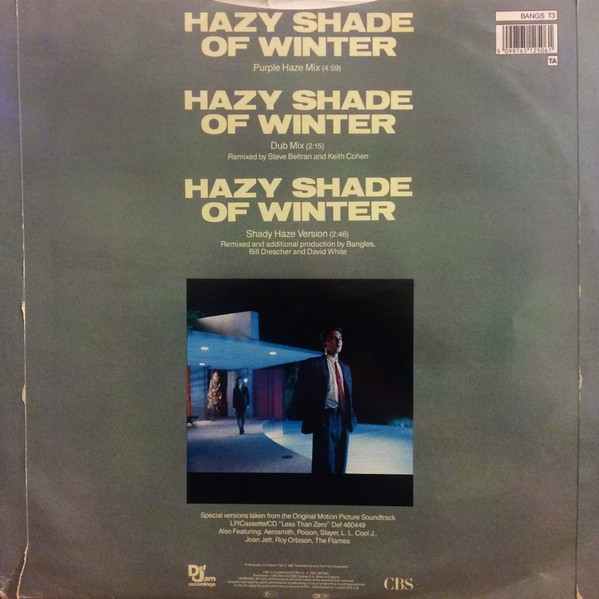 HAZY SHADE
OF WINTER
Purple Haze Mix (4:59)
HAZY SHADE
OF WINTER
Dub Mix (2:15)
Remixed by Steve Beltran and Keith Cohen
HAZY SHADE
OF WINTER
Shady Haze Version (2:46)
Remixed and additional production by Bangles,
Bill Drescher and David White
BANGS T3
5 099765 125061
TA
Special versions taken from the Original Motion Picture Soundtrack
LP/Cassette/CD "Less Than Zero" Def 460449
Also Featuring: Aerosmith, Poison, Slayer, L. L. Cool J.,
Joan Jett, Roy Orbison, The Flames
Def Jam
recordings
CBS